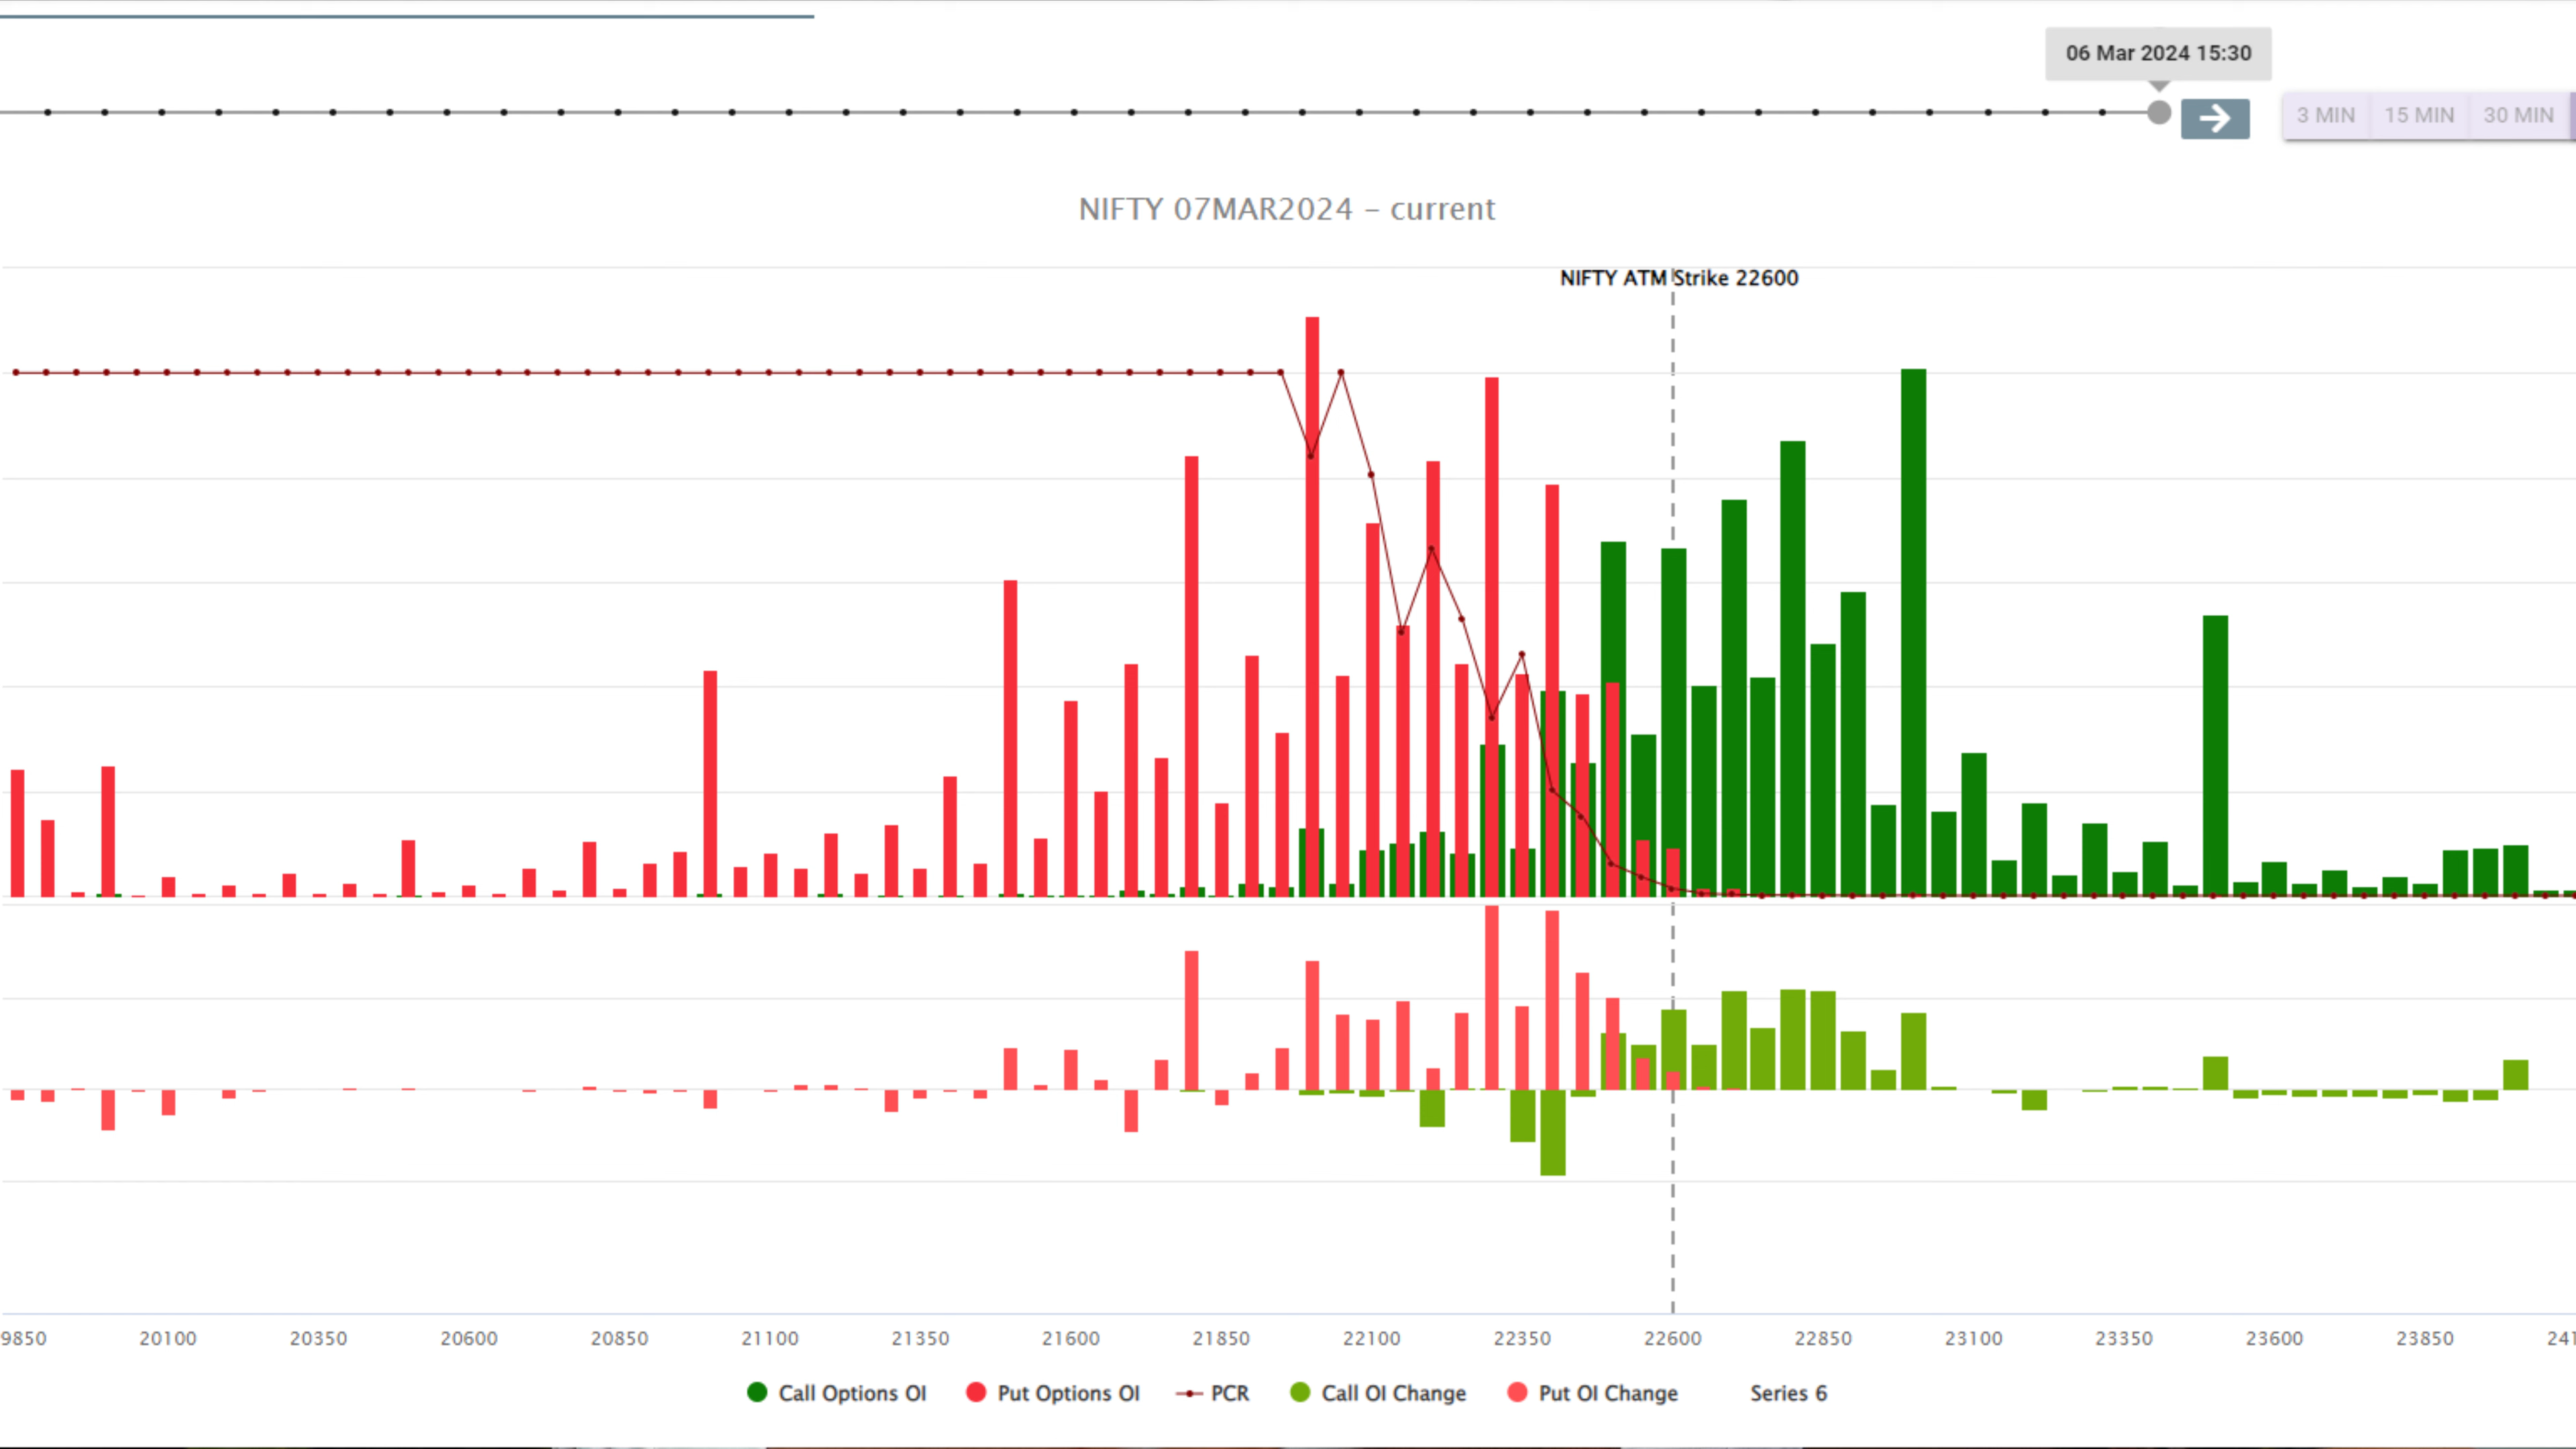 06 Mar 2024 15:30
3 MIN 15 MIN 30 MIN
NIFTY 07MAR2024 – current
NIFTY ATM Strike 22600
9850 20100 20350 20600 20850 21100 21350 21600 21850 22100 22350 22600 22850 23100 23350 23600 23850 241
Call Options OI Put Options OI PCR Call OI Change Put OI Change Series 6